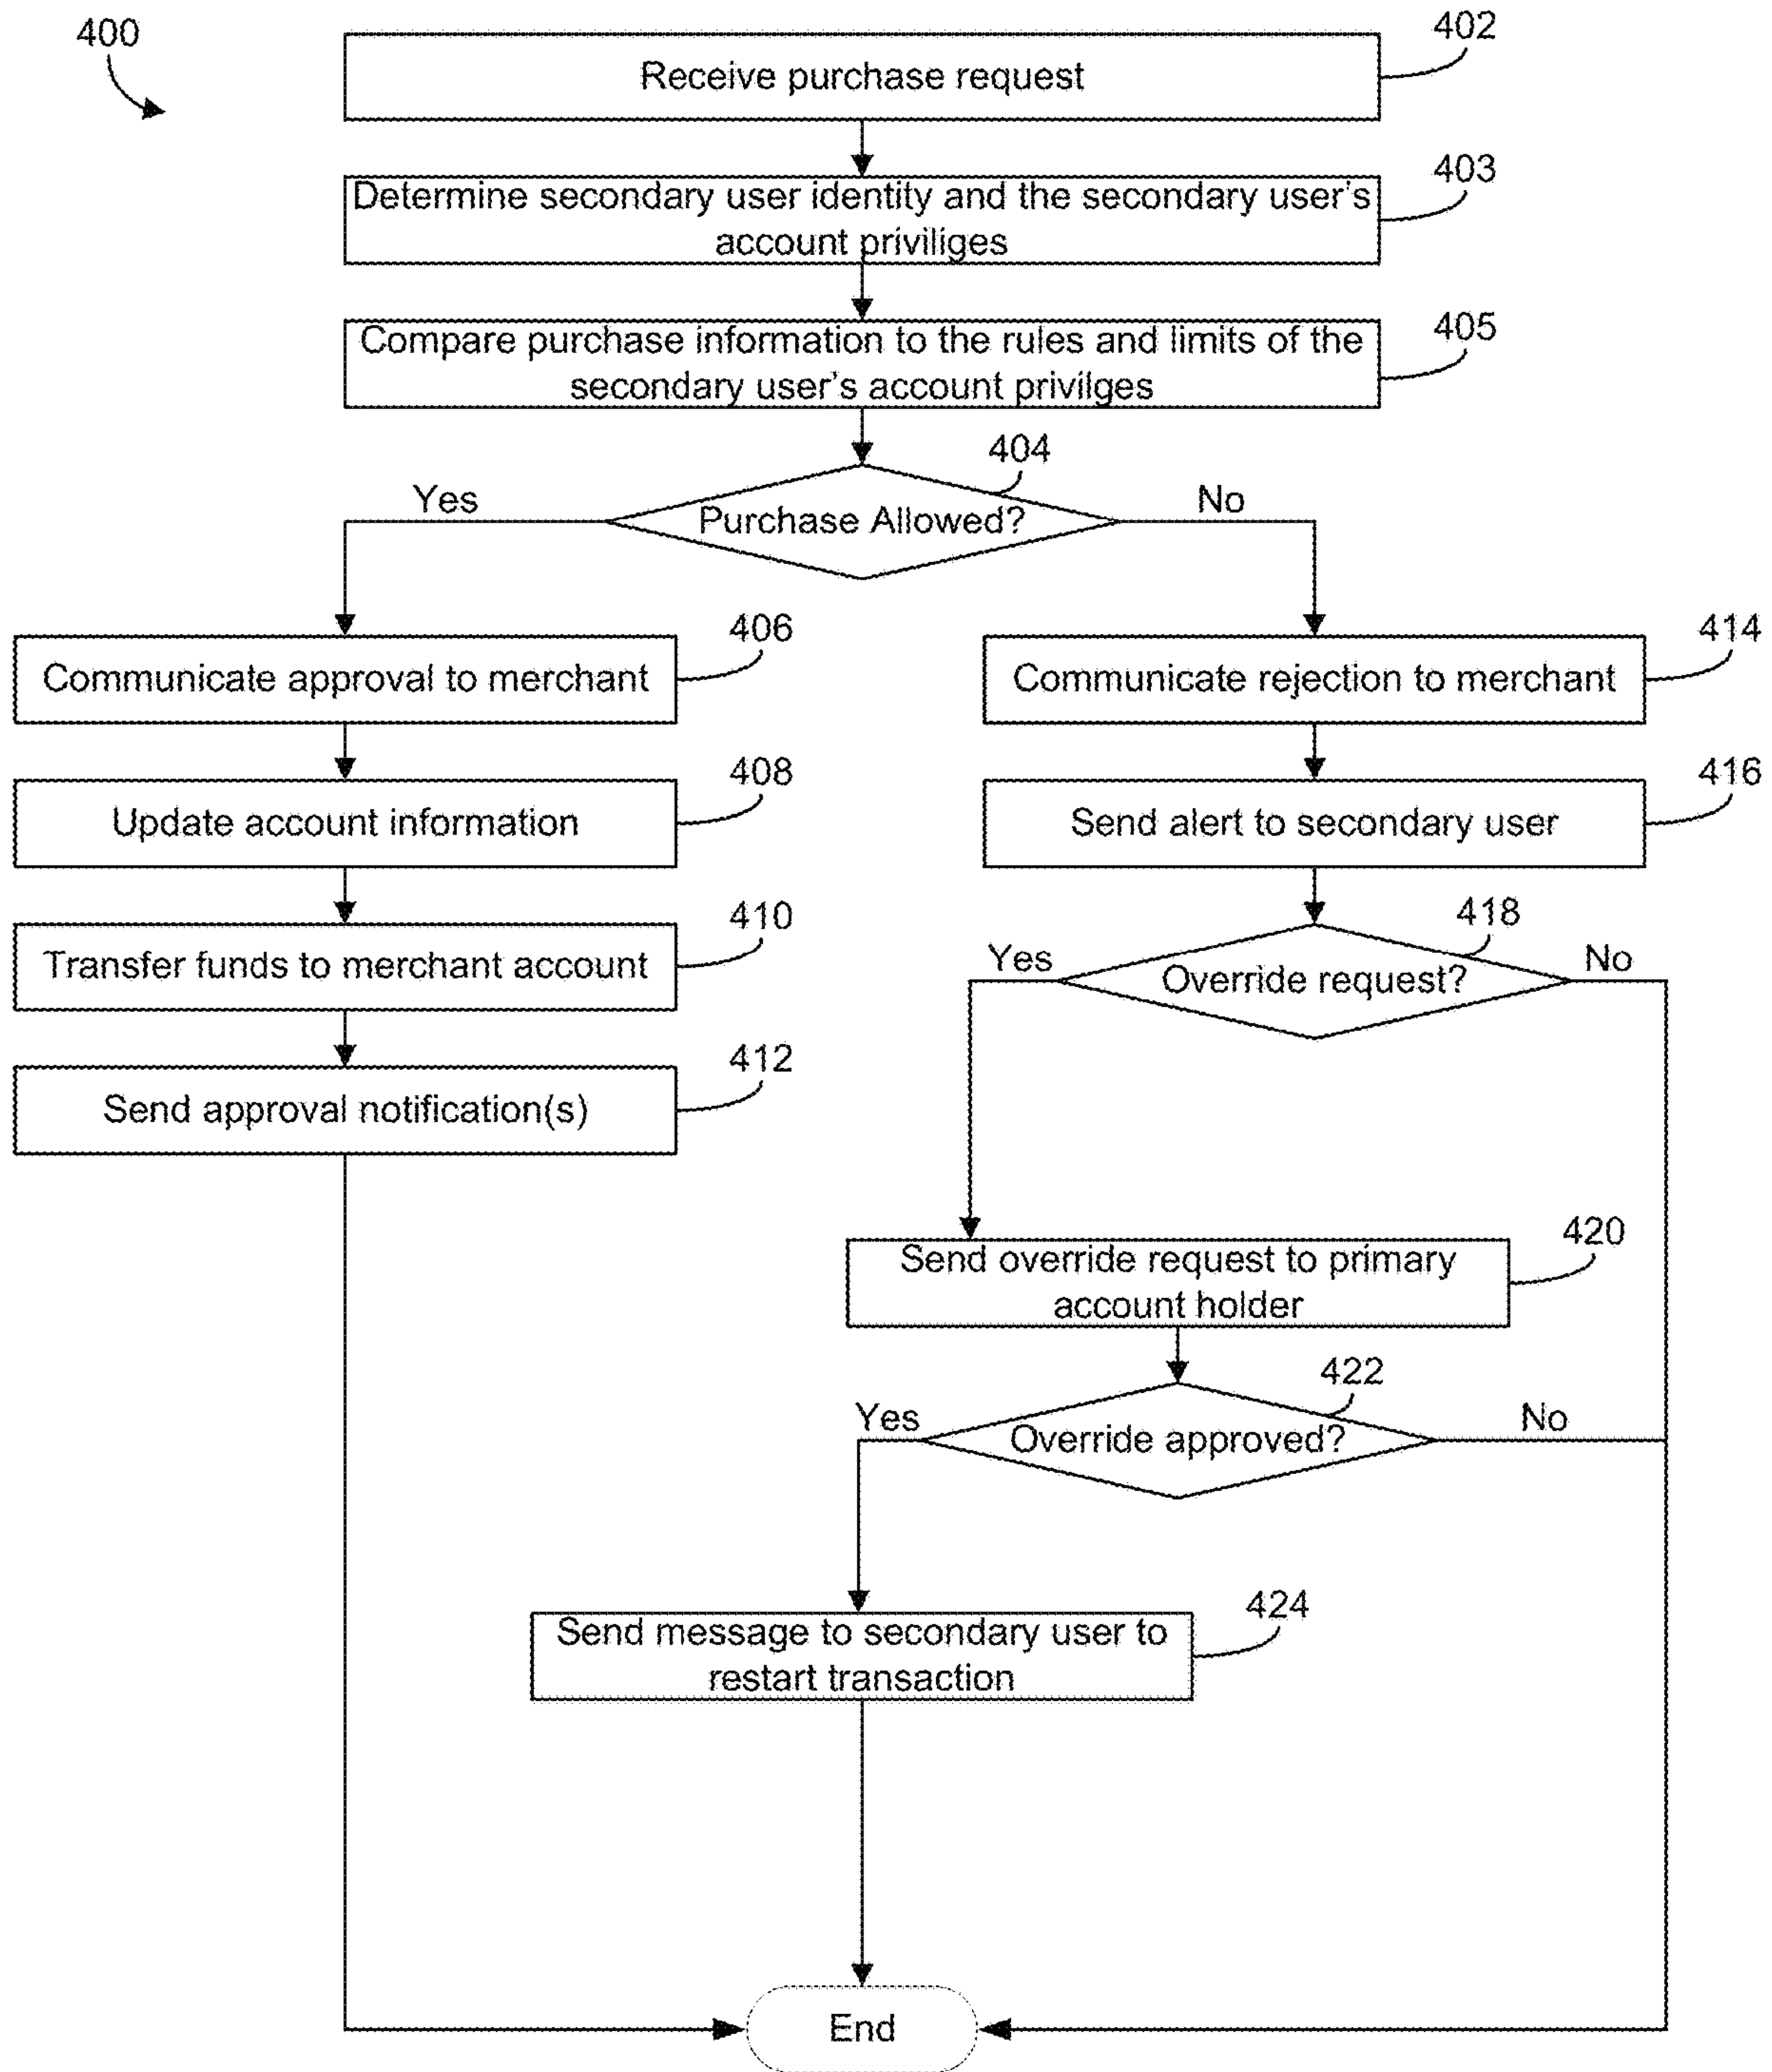 400
402
Receive purchase request
403
Determine secondary user identity and the secondary user's
account priviliges
405
Compare purchase information to the rules and limits of the
secondary user's account privilges
404
Yes
Purchase Allowed?
No
406
Communicate approval to merchant
414
Communicate rejection to merchant
408
Update account information
416
Send alert to secondary user
410
Transfer funds to merchant account
418
Yes
Override request?
No
412
Send approval notification(s)
420
Send override request to primary
account holder
422
Yes
Override approved?
No
424
Send message to secondary user to
restart transaction
End